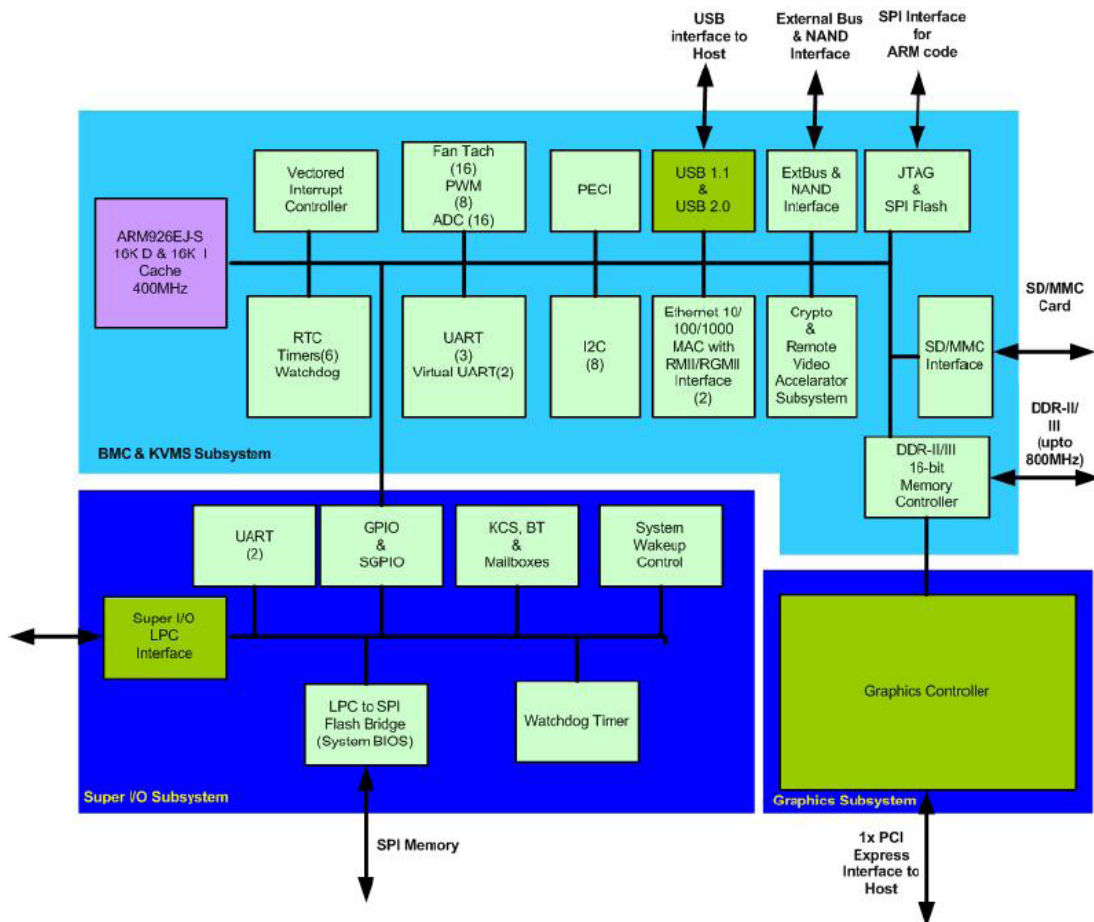 USB
interface to
Host
External Bus
& NAND
Interface
SPI Interface
for
ARM code
Vectored
Interrupt
Controller
Fan Tach
(16)
PWM
(8)
ADC (16)
PECI
USB 1.1
&
USB 2.0
ExtBus &
NAND
Interface
JTAG
&
SPI Flash
ARM926EJ-S
16K D & 16K I
Cache
400MHz
RTC
Timers(6)
Watchdog
UART
(3)
Virtual UART(2)
I2C
(8)
Ethernet 10/
100/1000
MAC with
RMII/RGMII
Interface
(2)
Crypto
&
Remote
Video
Accelarator
Subsystem
SD/MMC
Interface
SD/MMC
Card
DDR-II/
III
(upto
800MHz)
DDR-II/III
16-bit
Memory
Controller
BMC & KVMS Subsystem
UART
(2)
GPIO
&
SGPIO
KCS, BT
&
Mailboxes
System
Wakeup
Control
Super I/O
LPC
Interface
LPC to SPI
Flash Bridge
(System BIOS)
Watchdog Timer
Super I/O Subsystem
SPI Memory
Graphics Controller
Graphics Subsystem
1x PCI
Express
Interface to
Host